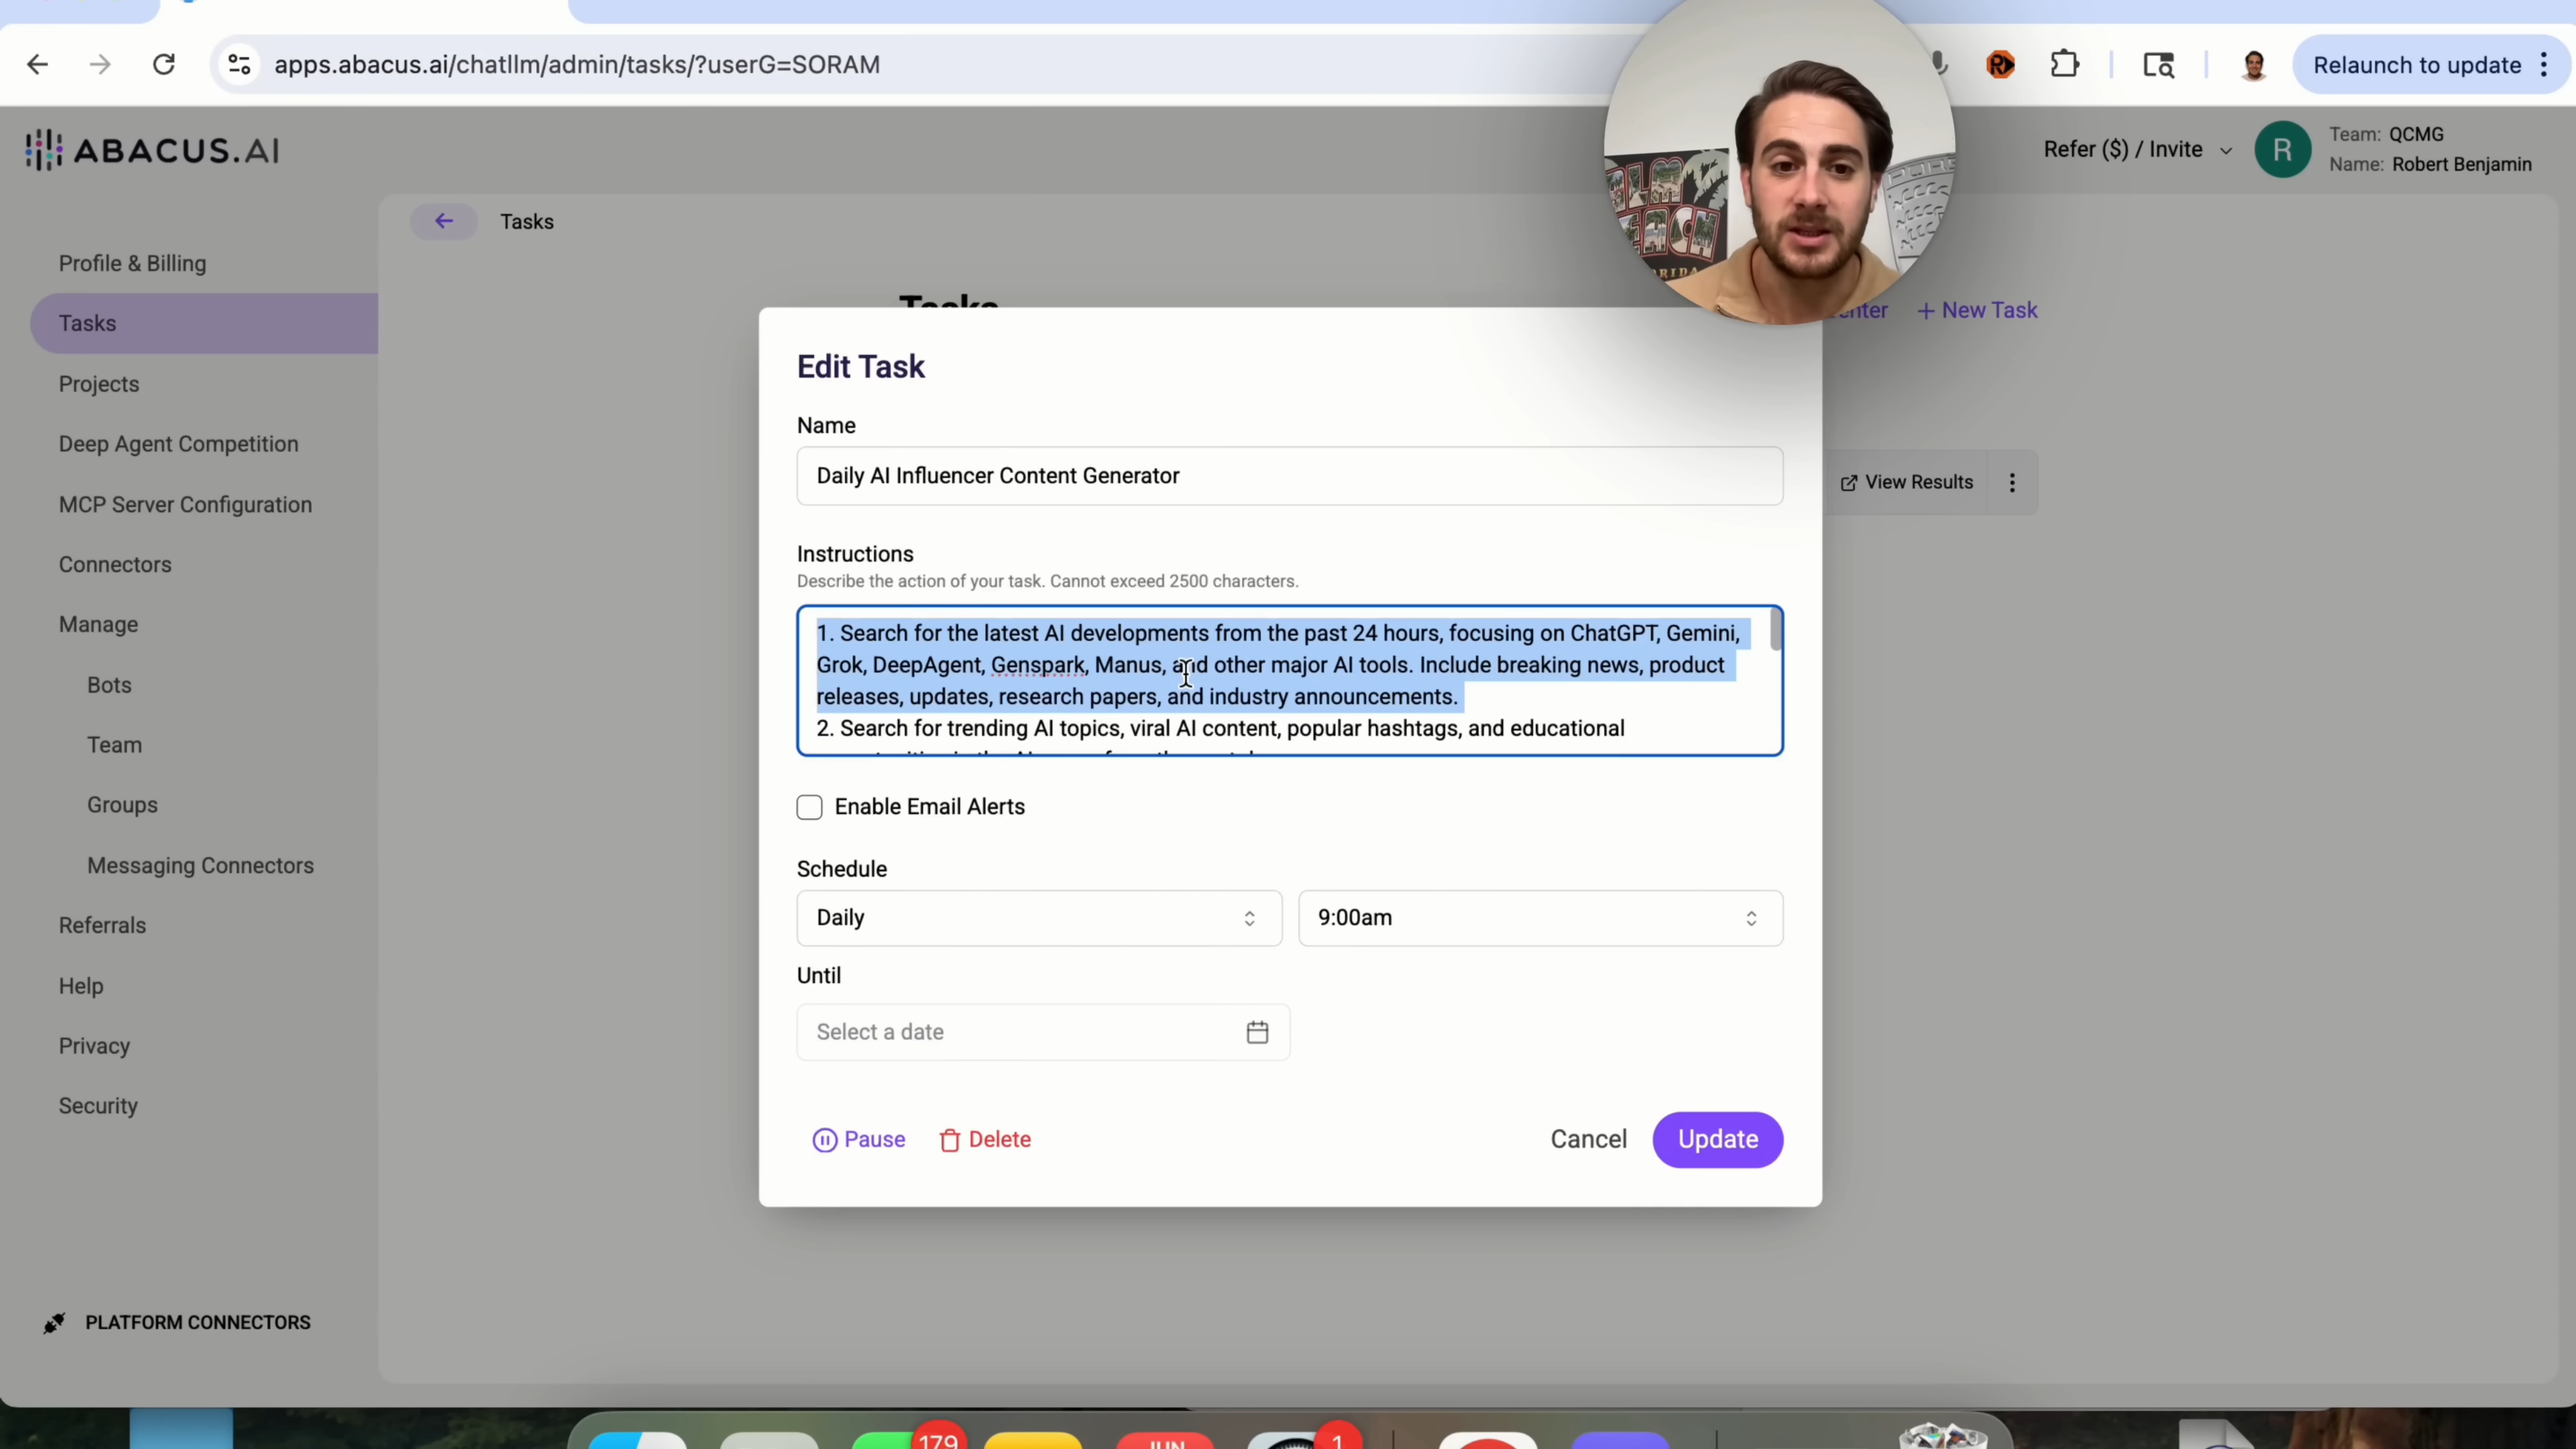 apps.abacus.ai/chatllm/admin/tasks/?userG=SORAM
Relaunch to update
ABACUS.AI
Refer ($) / Invite
R
Team: QCMG
Name: Robert Benjamin
Tasks
Profile & Billing
Tasks
Projects
Deep Agent Competition
MCP Server Configuration
Connectors
Manage
Bots
Team
Groups
Messaging Connectors
Referrals
Help
Privacy
Security
PLATFORM CONNECTORS
Tasks
+ New Task
View Results
Edit Task
Name
Daily AI Influencer Content Generator
Instructions
Describe the action of your task. Cannot exceed 2500 characters.
1. Search for the latest AI developments from the past 24 hours, focusing on ChatGPT, Gemini,
Grok, DeepAgent, Genspark, Manus, and other major AI tools. Include breaking news, product
releases, updates, research papers, and industry announcements.
2. Search for trending AI topics, viral AI content, popular hashtags, and educational
Enable Email Alerts
Schedule
Daily
9:00am
Until
Select a date
Pause
Delete
Cancel
Update
179
JUN
1